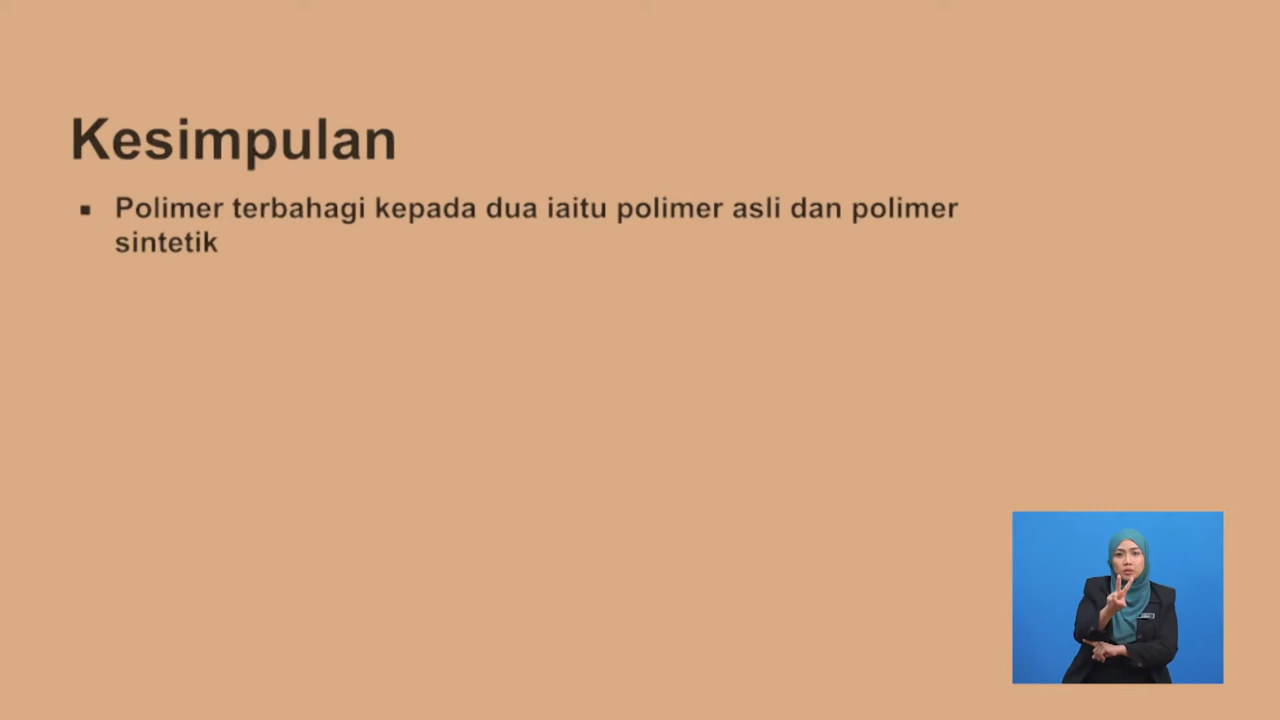 Kesimpulan
▪ Polimer terbahagi kepada dua iaitu polimer asli dan polimer
sintetik